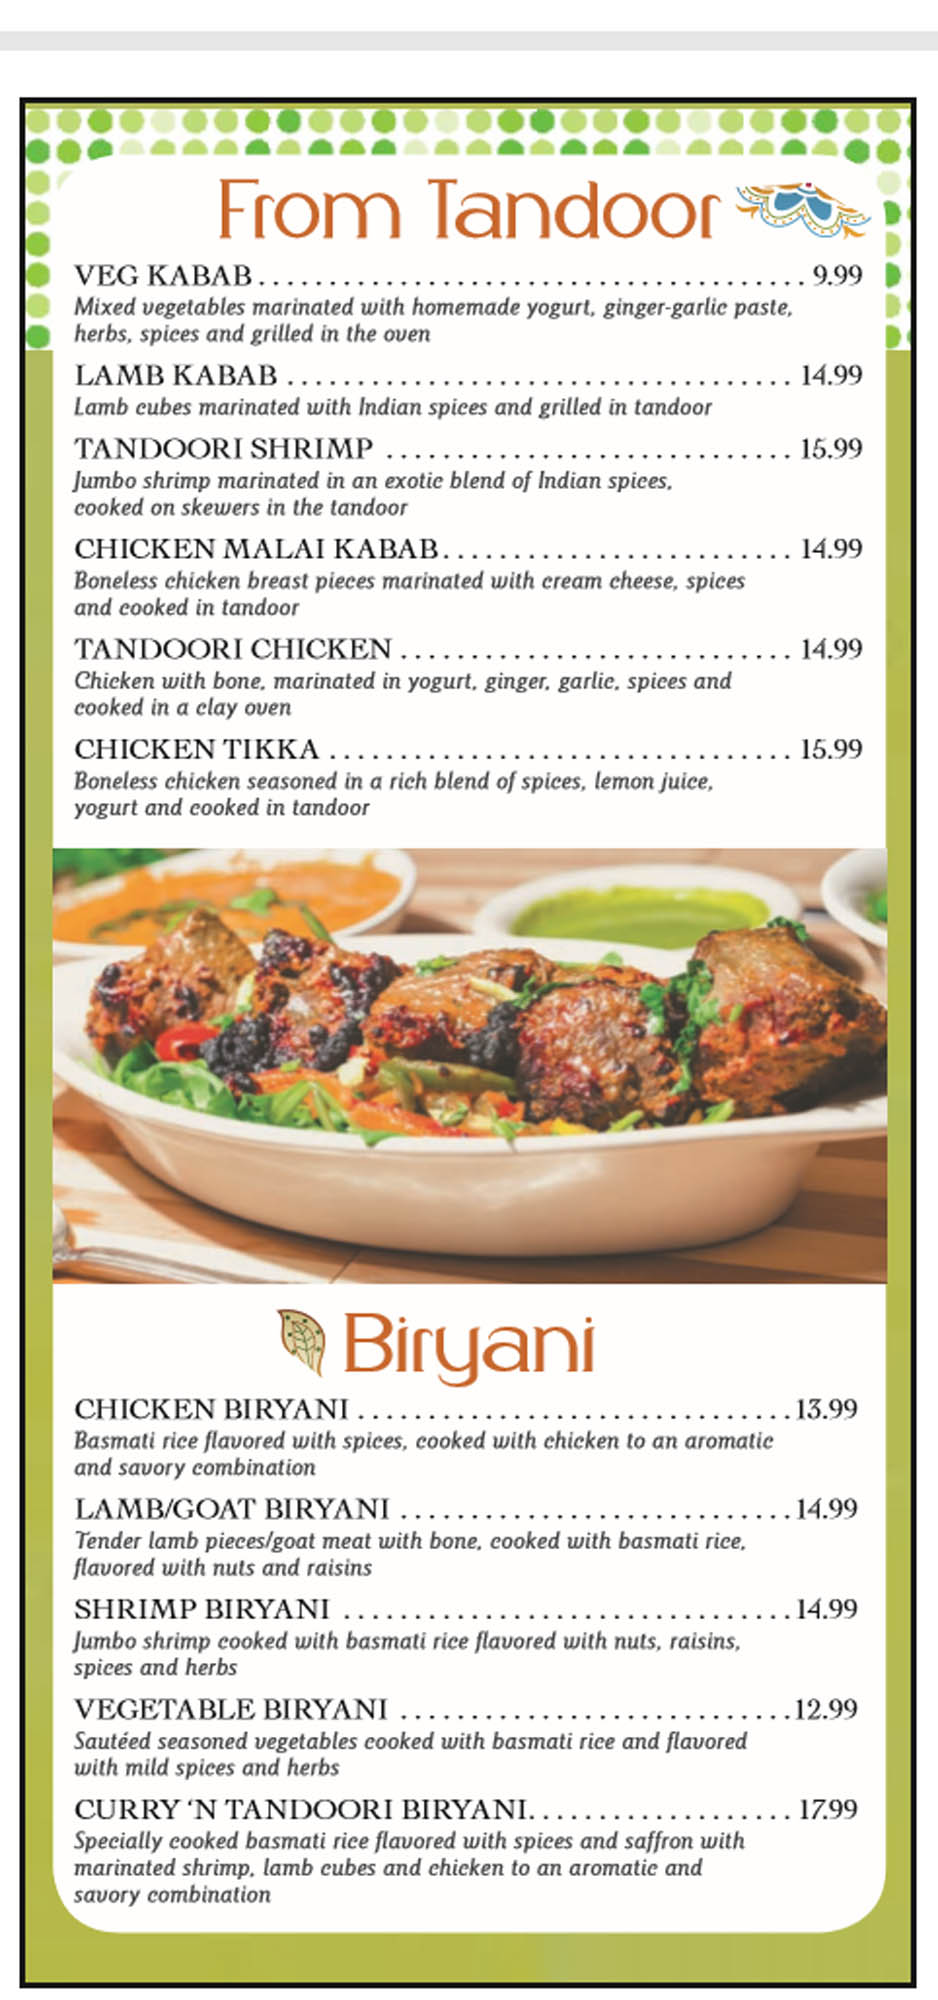 From Tandoor
VEG KABAB . . . . . . . . . . . . . . . . . . . . . . . . . . . . . . . . . . . . . . . 9.99
Mixed vegetables marinated with homemade yogurt, ginger-garlic paste,
herbs, spices and grilled in the oven
LAMB KABAB . . . . . . . . . . . . . . . . . . . . . . . . . . . . . . . . . . . . 14.99
Lamb cubes marinated with Indian spices and grilled in tandoor
TANDOORI SHRIMP . . . . . . . . . . . . . . . . . . . . . . . . . . . . . 15.99
Jumbo shrimp marinated in an exotic blend of Indian spices,
cooked on skewers in the tandoor
CHICKEN MALAI KABAB . . . . . . . . . . . . . . . . . . . . . . . . . 14.99
Boneless chicken breast pieces marinated with cream cheese, spices
and cooked in tandoor
TANDOORI CHICKEN . . . . . . . . . . . . . . . . . . . . . . . . . . . . 14.99
Chicken with bone, marinated in yogurt, ginger, garlic, spices and
cooked in a clay oven
CHICKEN TIKKA . . . . . . . . . . . . . . . . . . . . . . . . . . . . . . . . . 15.99
Boneless chicken seasoned in a rich blend of spices, lemon juice,
yogurt and cooked in tandoor
Biryani
CHICKEN BIRYANI . . . . . . . . . . . . . . . . . . . . . . . . . . . . . . . 13.99
Basmati rice flavored with spices, cooked with chicken to an aromatic
and savory combination
LAMB/GOAT BIRYANI . . . . . . . . . . . . . . . . . . . . . . . . . . . . 14.99
Tender lamb pieces/goat meat with bone, cooked with basmati rice,
flavored with nuts and raisins
SHRIMP BIRYANI . . . . . . . . . . . . . . . . . . . . . . . . . . . . . . . . 14.99
Jumbo shrimp cooked with basmati rice flavored with nuts, raisins,
spices and herbs
VEGETABLE BIRYANI . . . . . . . . . . . . . . . . . . . . . . . . . . . . 12.99
Sautéed seasoned vegetables cooked with basmati rice and flavored
with mild spices and herbs
CURRY ‘N TANDOORI BIRYANI . . . . . . . . . . . . . . . . . . . 17.99
Specially cooked basmati rice flavored with spices and saffron with
marinated shrimp, lamb cubes and chicken to an aromatic and
savory combination